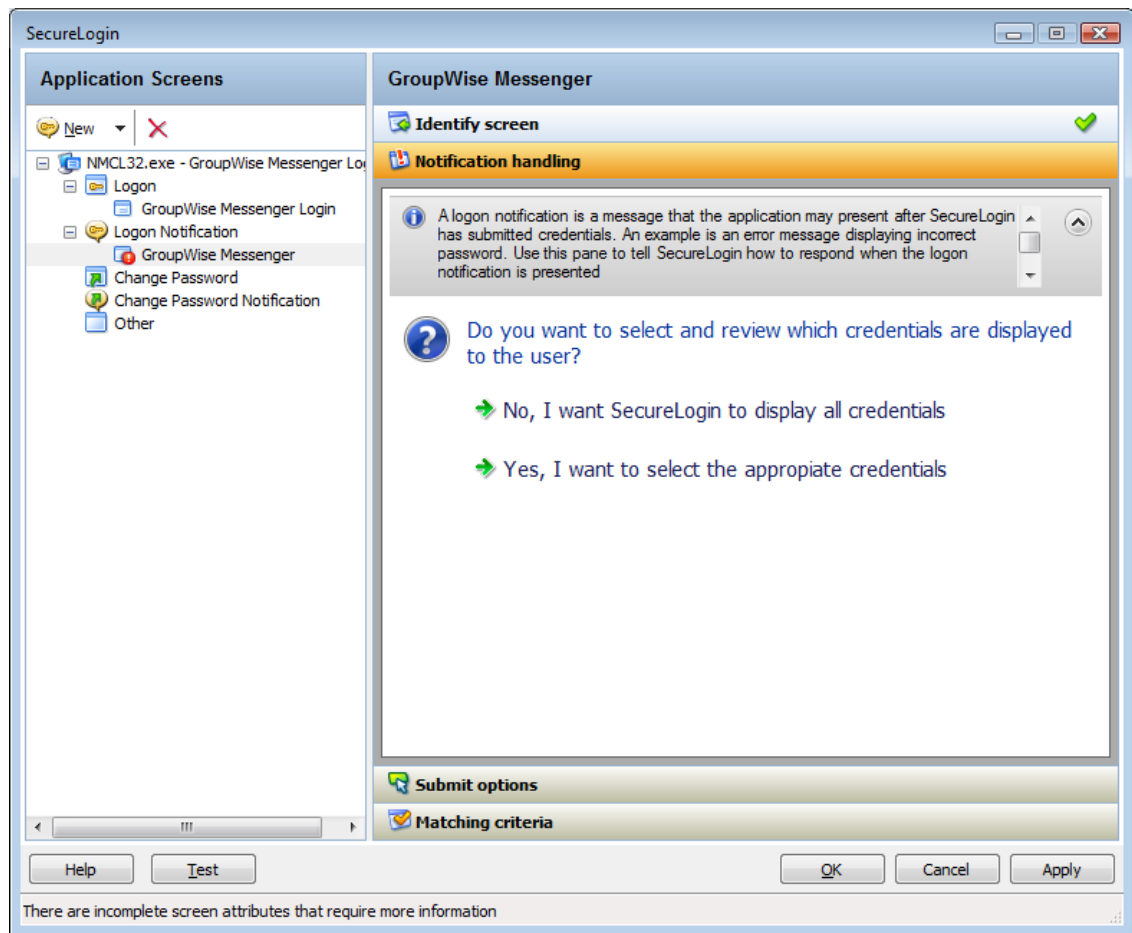 SecureLogin
Application Screens
New
NMCL32.exe - GroupWise Messenger Lo
Logon
GroupWise Messenger Login
Logon Notification
GroupWise Messenger
Change Password
Change Password Notification
Other
GroupWise Messenger
Identify screen
Notification handling
A logon notification is a message that the application may present after SecureLogin
has submitted credentials. An example is an error message displaying incorrect
password. Use this pane to tell SecureLogin how to respond when the logon
notification is presented
Do you want to select and review which credentials are displayed
to the user?
No, I want SecureLogin to display all credentials
Yes, I want to select the appropiate credentials
Submit options
Matching criteria
Help
Test
OK
Cancel
Apply
There are incomplete screen attributes that require more information